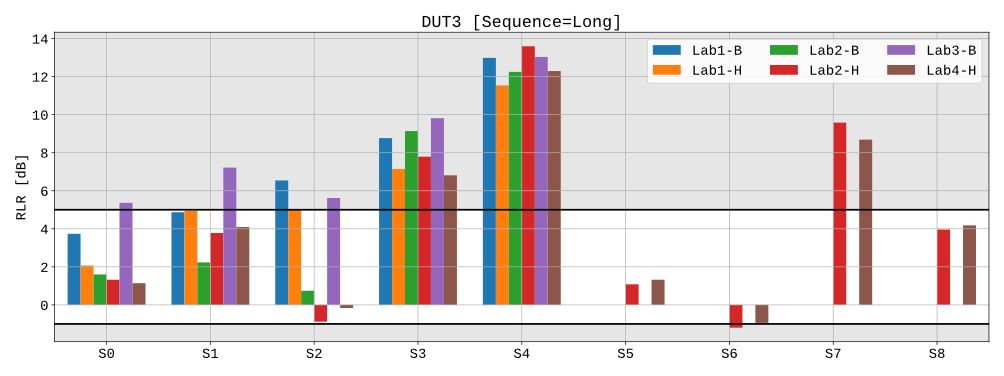 DUT3 [Sequence=Long]
RLR [dB]
14
12
10
8
6
4
2
0
Lab1-B Lab2-B Lab3-B
Lab1-H Lab2-H Lab4-H
S0 S1 S2 S3 S4 S5 S6 S7 S8